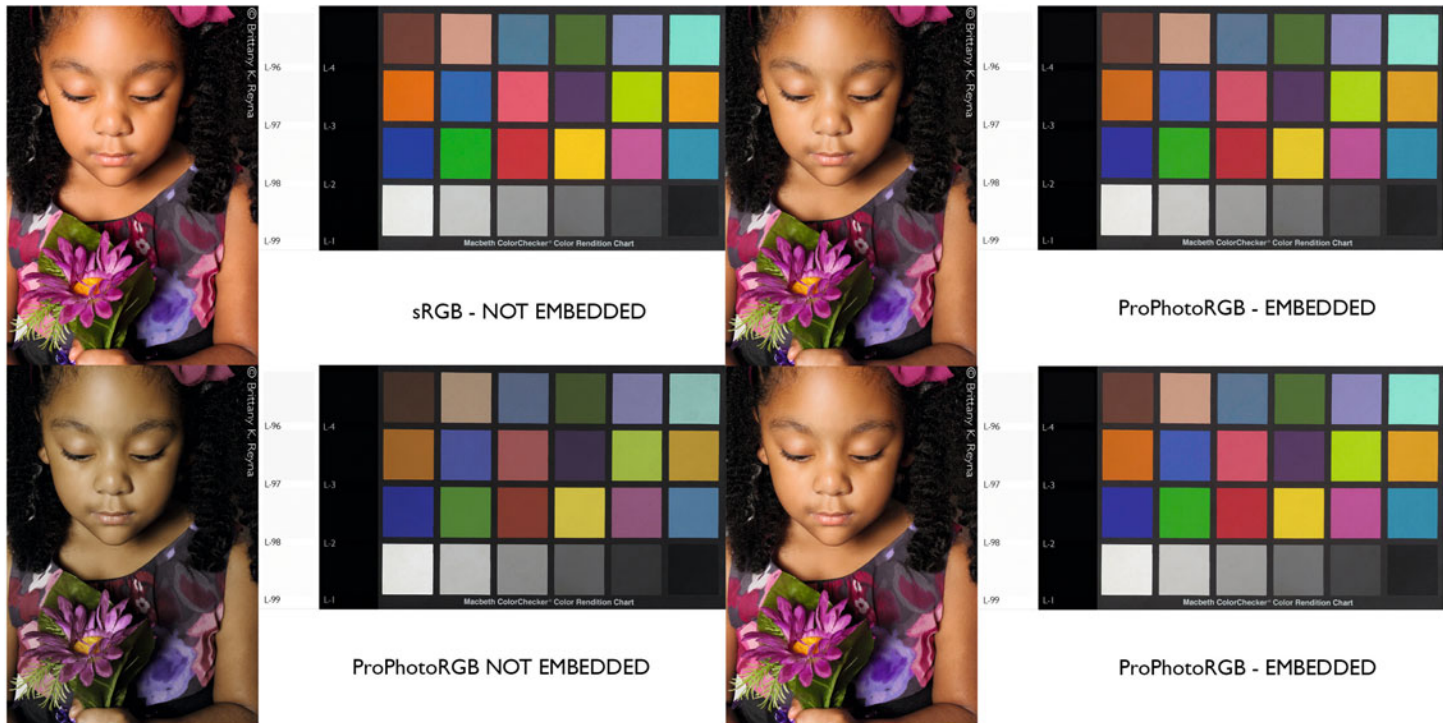 © Brittany K. Reyna
L-96
L-97
L-98
L-99
L-4
L-3
L-2
L-1
Macbeth ColorChecker® Color Rendition Chart
sRGB - NOT EMBEDDED
© Brittany K. Reyna
L-96
L-97
L-98
L-99
L-4
L-3
L-2
L-1
Macbeth ColorChecker® Color Rendition Chart
ProPhotoRGB - EMBEDDED
© Brittany K. Reyna
L-96
L-97
L-98
L-99
L-4
L-3
L-2
L-1
Macbeth ColorChecker® Color Rendition Chart
ProPhotoRGB NOT EMBEDDED
© Brittany K. Reyna
L-96
L-97
L-98
L-99
L-4
L-3
L-2
L-1
Macbeth ColorChecker® Color Rendition Chart
ProPhotoRGB - EMBEDDED